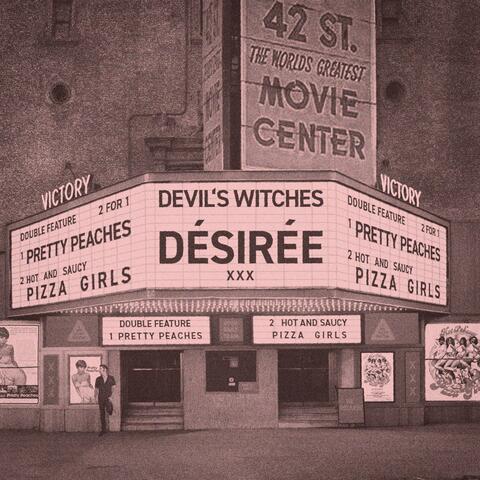 42 ST.
THE WORLDS GREATEST
MOVIE
CENTER
VICTORY
VICTORY
DOUBLE FEATURE 2 FOR 1
1 PRETTY PEACHES
2 HOT AND SAUCY
PIZZA GIRLS
DEVIL'S WITCHES
DÉSIRÉE
XXX
DOUBLE FEATURE 2 FOR 1
1 PRETTY PEACHES
2 HOT AND SAUCY
PIZZA GIRLS
DOUBLE FEATURE
1 PRETTY PEACHES
2 HOT AND SAUCY
PIZZA GIRLS
Pretty Peaches